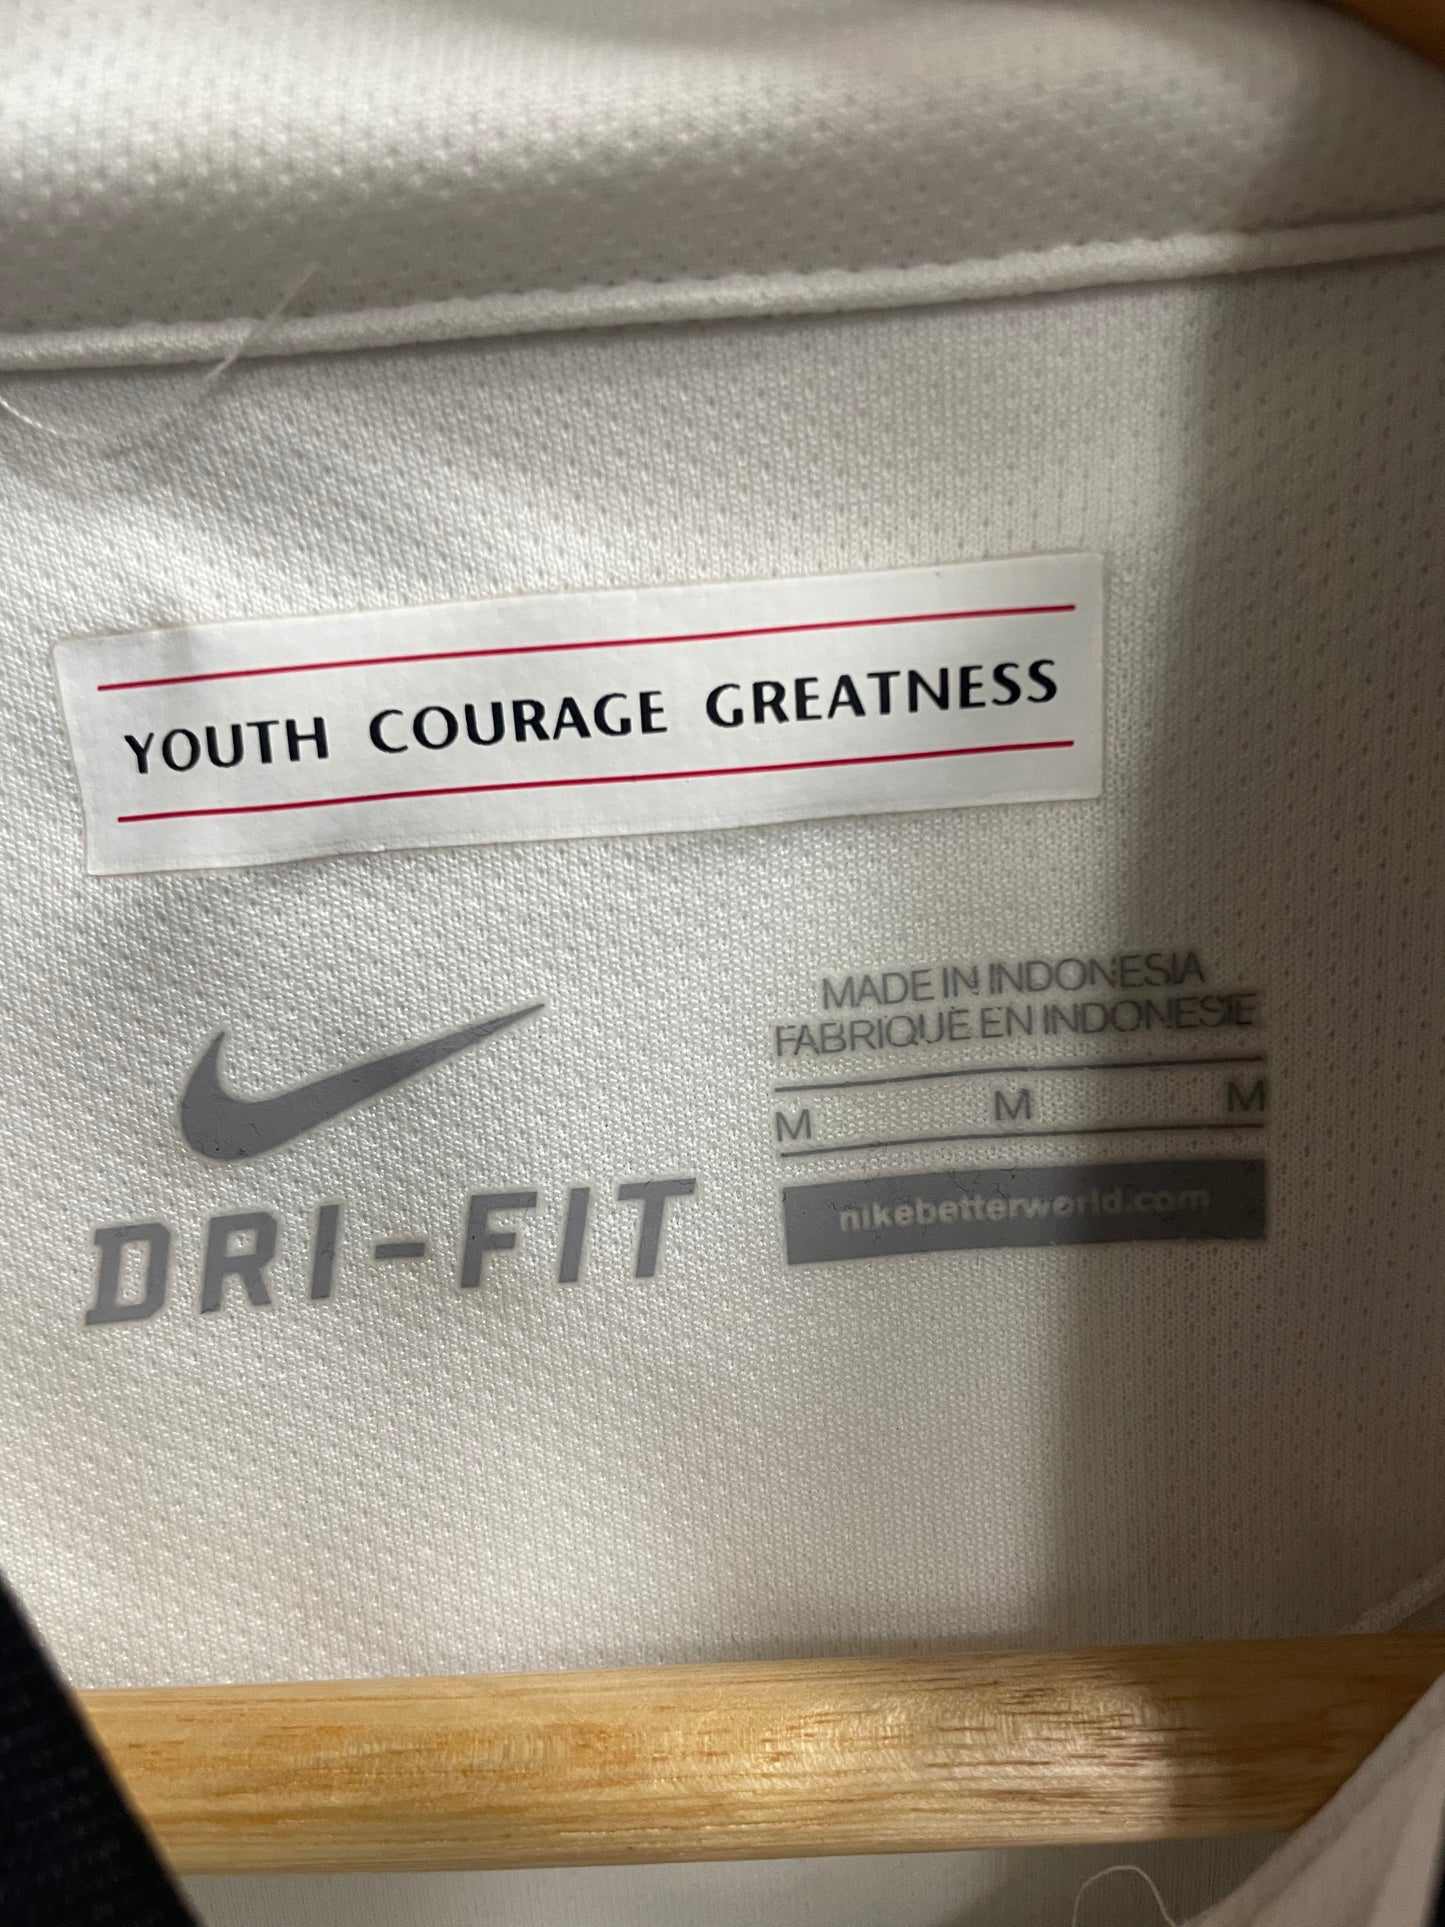 YOUTH COURAGE GREATNESS
MADE IN INDONESIA
FABRIQUE EN INDONESIE
M M M
nikebetterworld.com
DRI-FIT